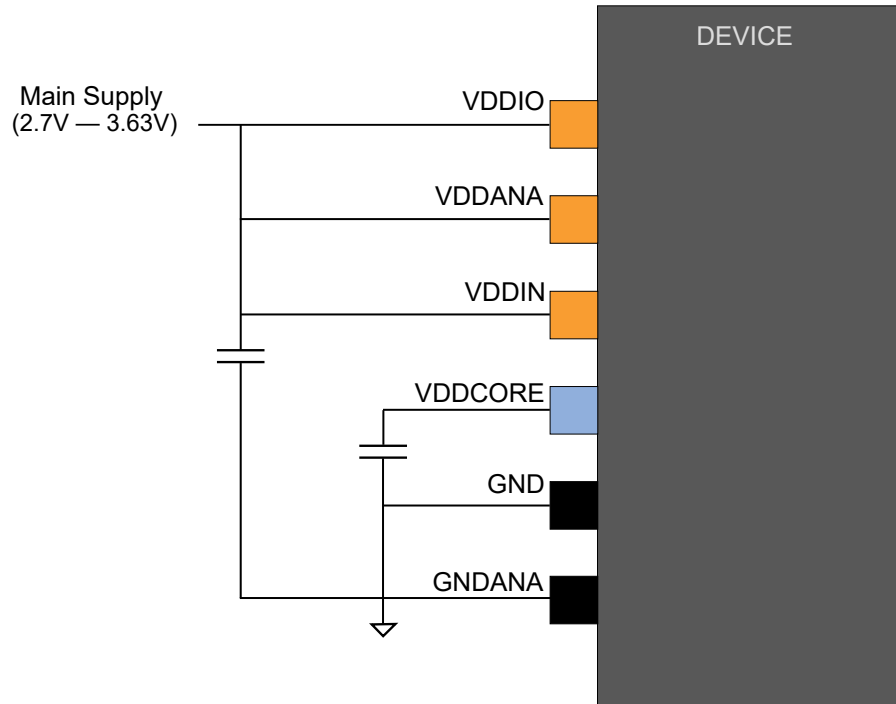 DEVICE
Main Supply
(2.7V — 3.63V)
VDDIO
VDDANA
VDDIN
VDDCORE
GND
GNDANA